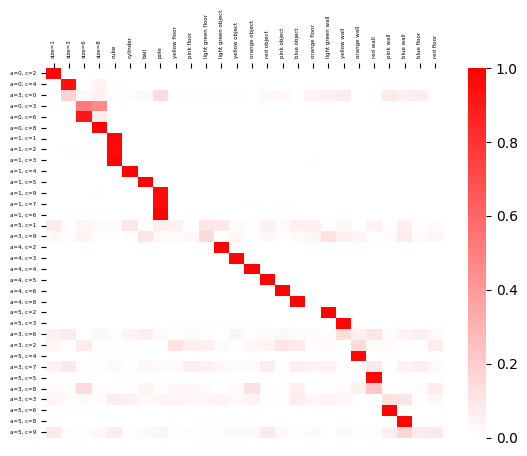 size=1
size=3
size=6
size=8
cube
cylinder
ball
pole
yellow floor
pink floor
light green floor
light green object
yellow object
orange object
red object
pink object
blue object
orange floor
light green wall
yellow wall
orange wall
red wall
pink wall
blue wall
blue floor
red floor
a=0, c=2
a=0, c=4
a=3, c=0
a=0, c=3
a=0, c=6
a=0, c=8
a=1, c=1
a=1, c=2
a=1, c=3
a=1, c=4
a=1, c=5
a=1, c=9
a=1, c=7
a=1, c=6
a=5, c=1
a=3, c=9
a=4, c=2
a=4, c=3
a=4, c=4
a=4, c=5
a=4, c=6
a=4, c=8
a=5, c=2
a=5, c=3
a=3, c=6
a=3, c=2
a=5, c=4
a=3, c=7
a=5, c=5
a=3, c=8
a=3, c=3
a=5, c=6
a=5, c=8
a=5, c=9
1.0
0.8
0.6
0.4
0.2
0.0